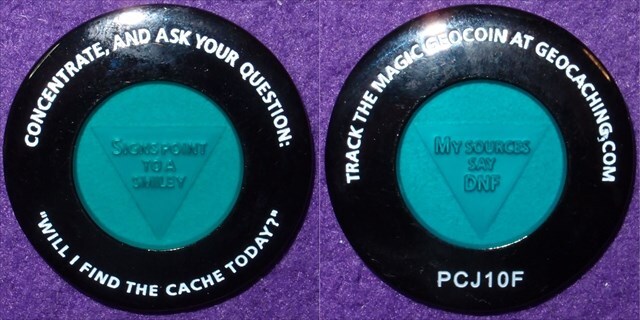 CONCENTRATE, AND ASK YOUR QUESTION:
SIGNS POINT
TO A
SMILEY
"WILL I FIND THE CACHE TODAY?"
TRACK THE MAGIC GEOCOIN AT GEOCACHING.COM
MY SOURCES
SAY
DNF
PCJ10F